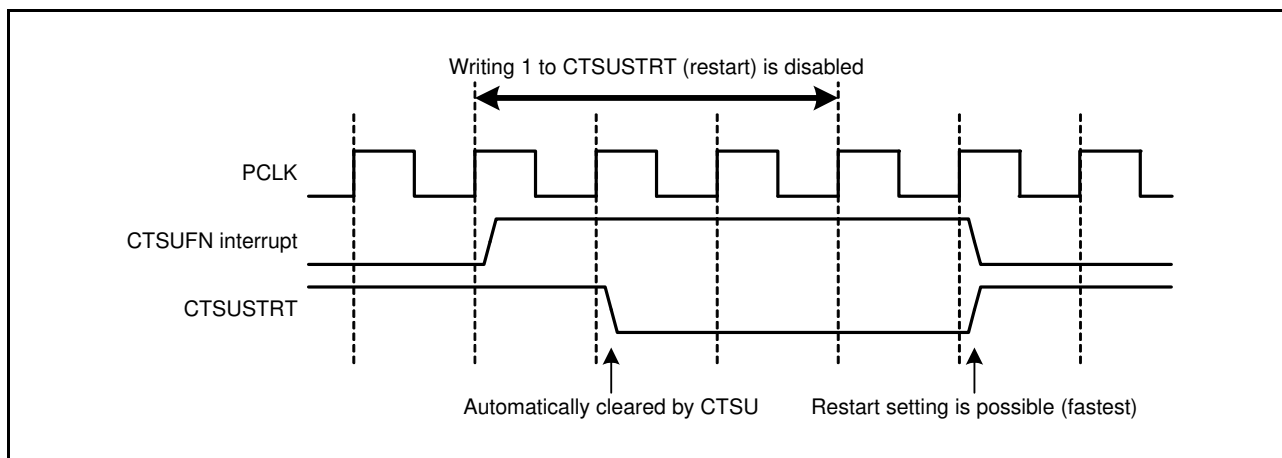 Writing 1 to CTSUSTRT (restart) is disabled
PCLK
CTSUFN interrupt
CTSUSTRT
Automatically cleared by CTSU
Restart setting is possible (fastest)